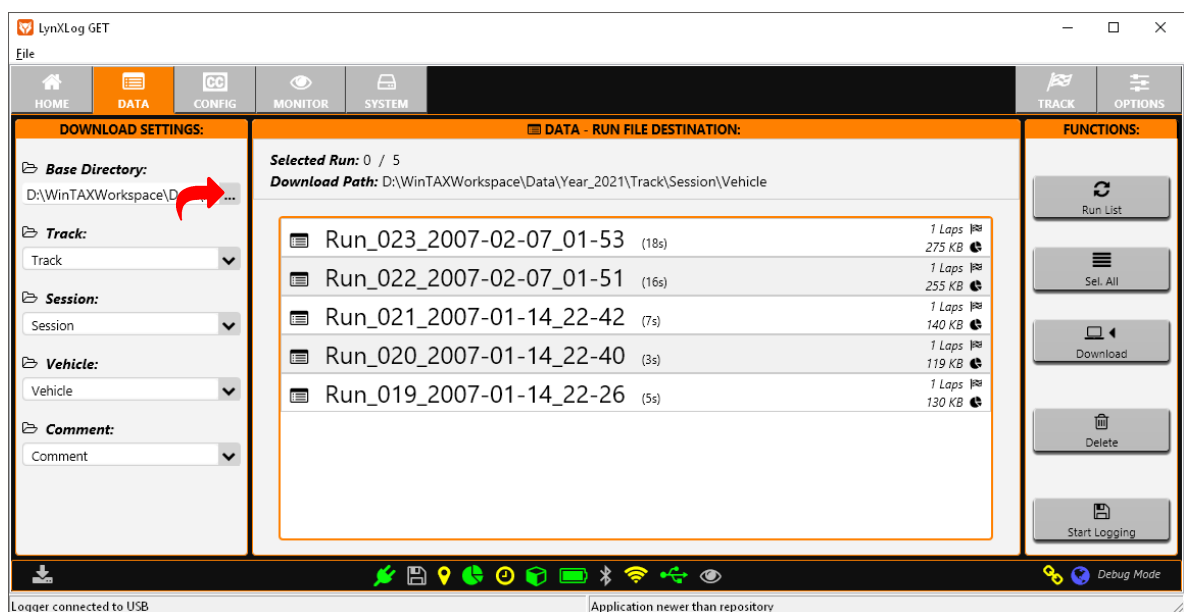 LynXLog GET
File
HOME DATA CONFIG MONITOR SYSTEM TRACK OPTIONS
DOWNLOAD SETTINGS:
Base Directory:
D:\WinTAXWorkspace\D ...
Track:
Track
Session:
Session
Vehicle:
Vehicle
Comment:
Comment
DATA - RUN FILE DESTINATION:
Selected Run: 0 / 5
Download Path: D:\WinTAXWorkspace\Data\Year_2021\Track\Session\Vehicle
Run_023_2007-02-07_01-53 (18s) 1 Laps
275 KB
Run_022_2007-02-07_01-51 (16s) 1 Laps
255 KB
Run_021_2007-01-14_22-42 (7s) 1 Laps
140 KB
Run_020_2007-01-14_22-40 (3s) 1 Laps
119 KB
Run_019_2007-01-14_22-26 (5s) 1 Laps
130 KB
FUNCTIONS:
Run List
Sel. All
Download
Delete
Start Logging
Debug Mode
Logger connected to USB
Application newer than repository